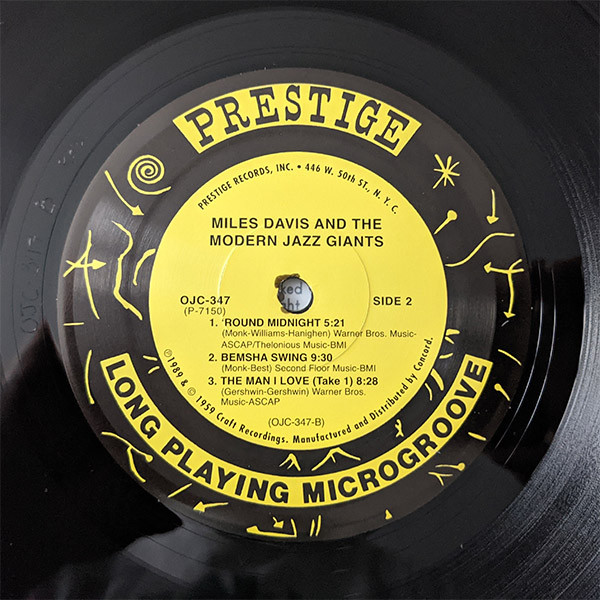 PRESTIGE
PRESTIGE RECORDS, INC. • 446 W. 50th ST., N.Y.C.
MILES DAVIS AND THE
MODERN JAZZ GIANTS
OJC-347
(P-7150)
SIDE 2
1. 'ROUND MIDNIGHT 5:21
(Monk-Williams-Hanighen) Warner Bros. Music-
ASCAP/Thelonious Music-BMI
2. BEMSHA SWING 9:30
(Monk-Best) Second Floor Music-BMI
3. THE MAN I LOVE (Take 1) 8:28
(Gershwin-Gershwin) Warner Bros.
Music-ASCAP
(OJC-347-B)
℗1989 & © 1959 Craft Recordings. Manufactured and Distributed by Concord.
LONG PLAYING MICROGROOVE